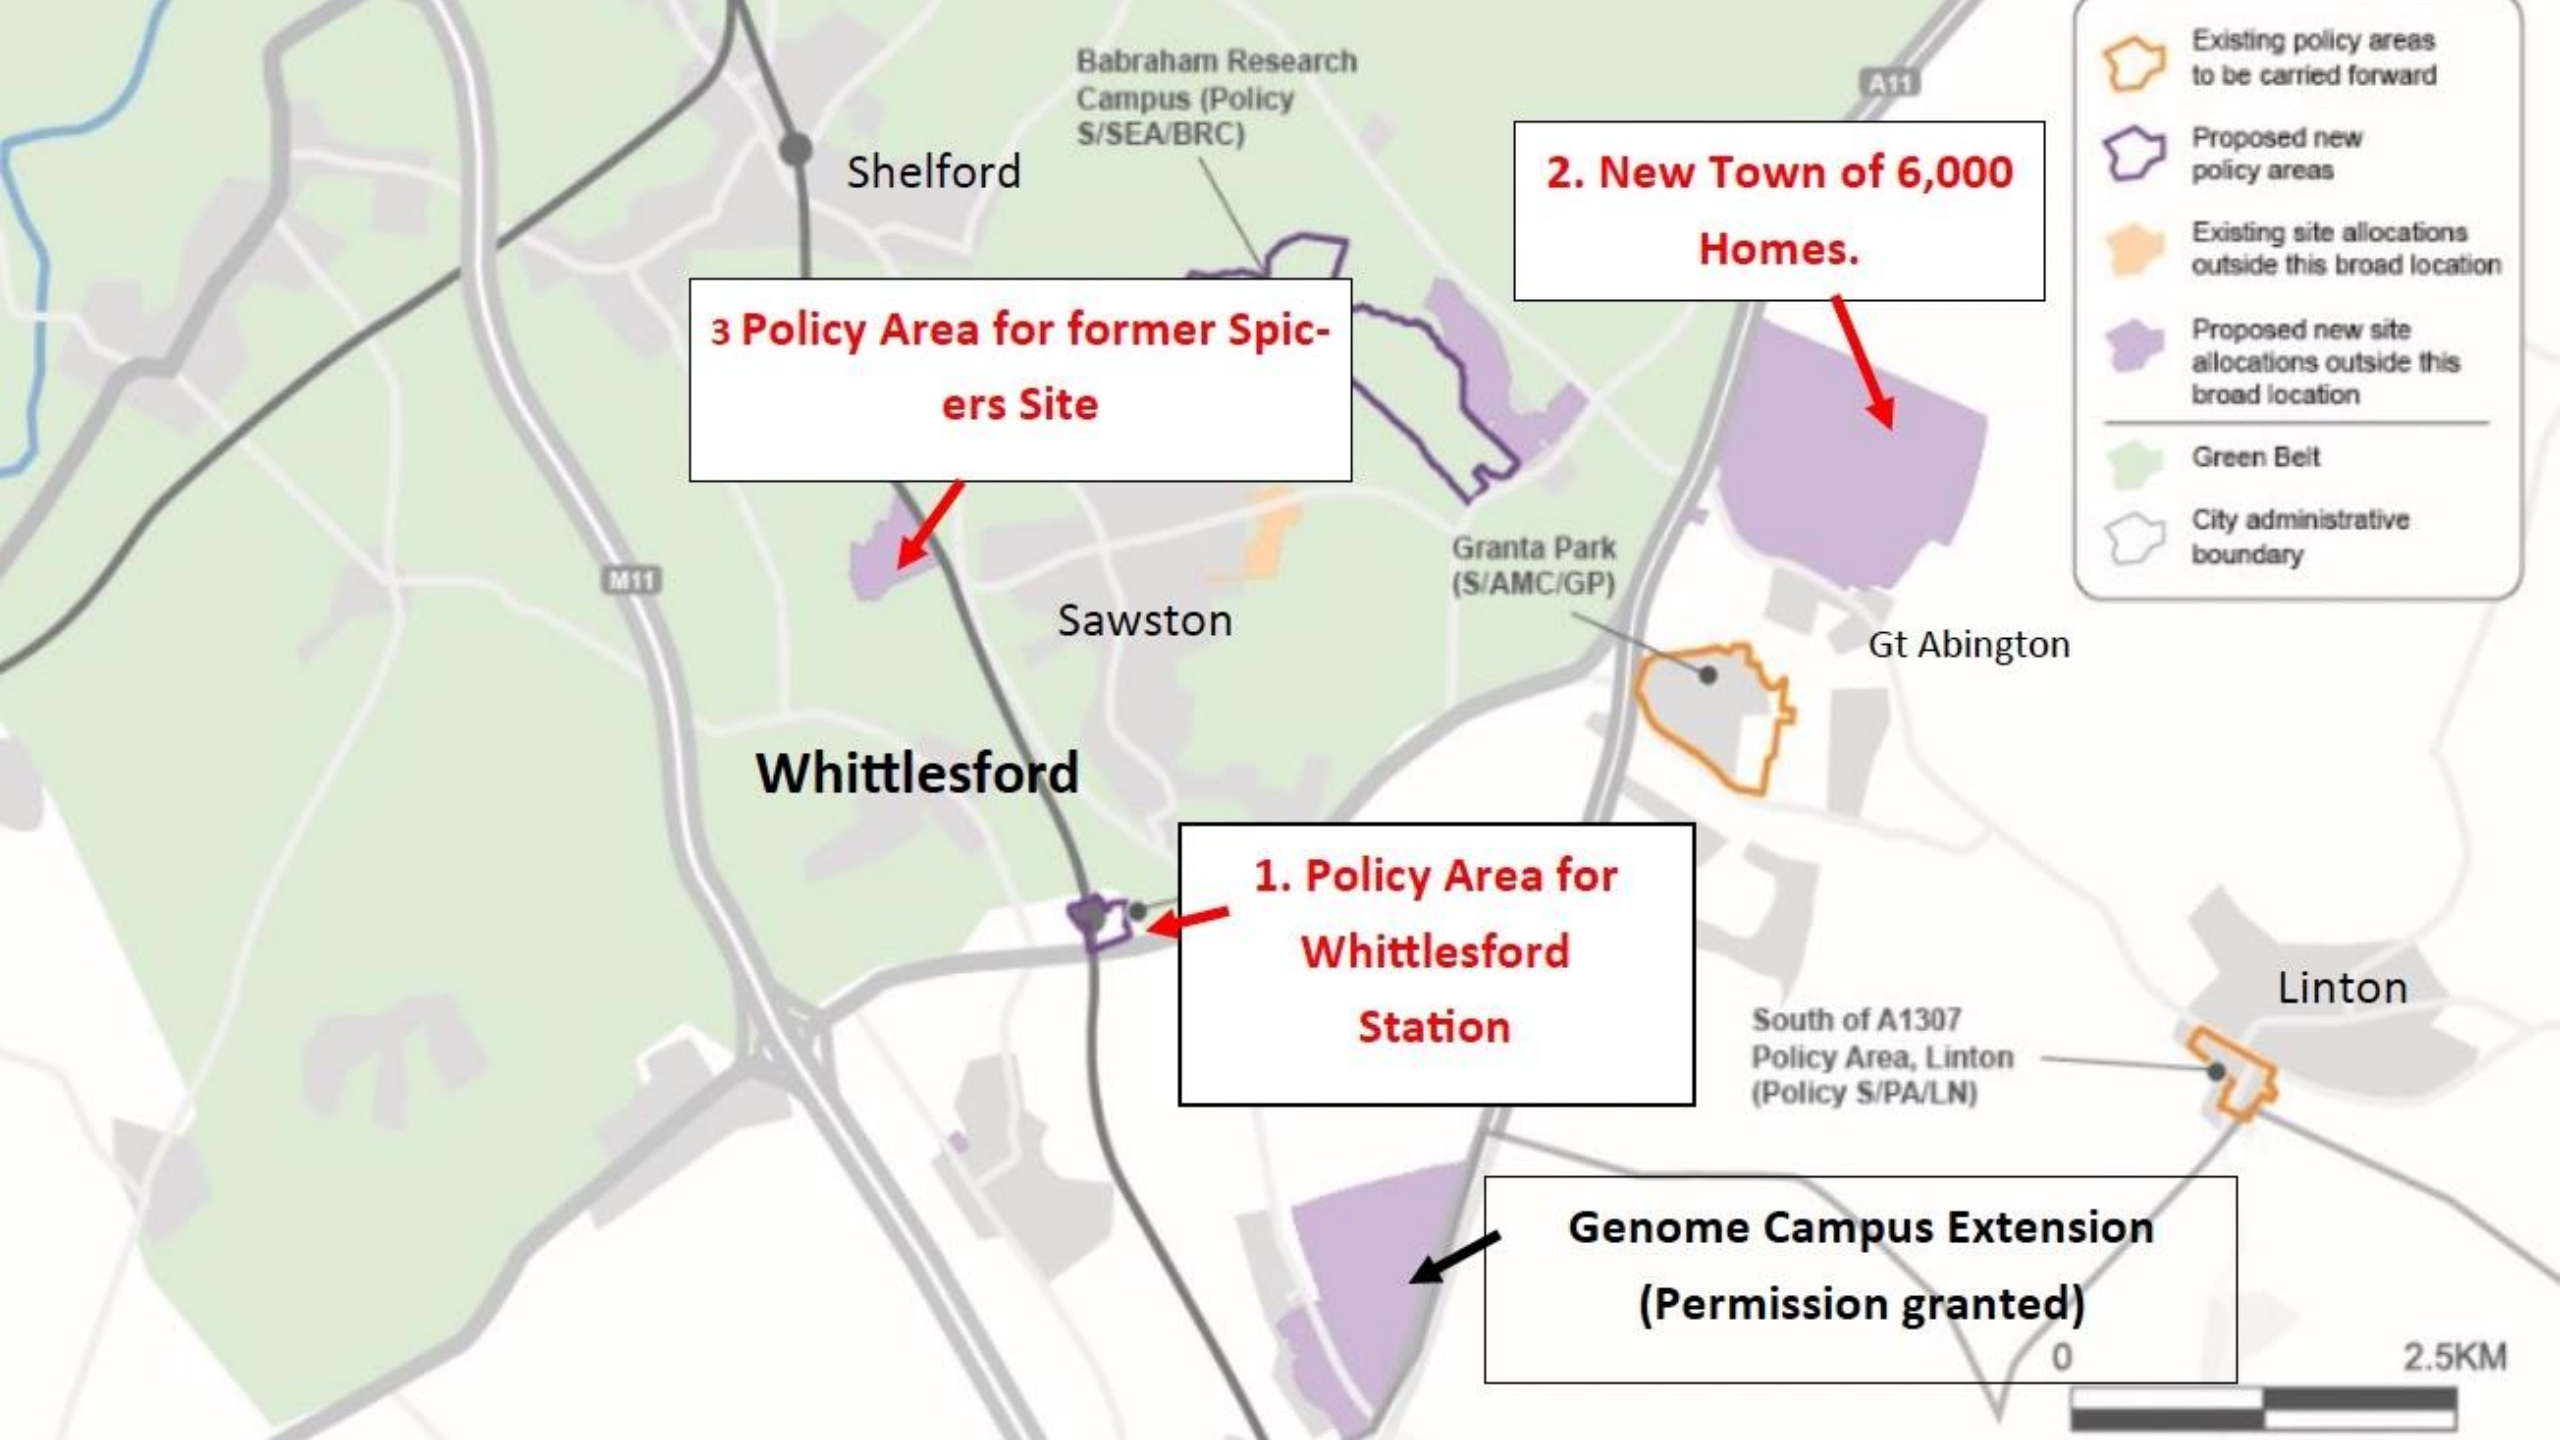 Babraham Research
Campus (Policy
S/SEA/BRC)
Shelford
A11
2. New Town of 6,000
Homes.
3 Policy Area for former Spic-
ers Site
M11
Sawston
Granta Park
(S/AMC/GP)
Gt Abington
Whittlesford
1. Policy Area for
Whittlesford
Station
South of A1307
Policy Area, Linton
(Policy S/PA/LN)
Linton
Genome Campus Extension
(Permission granted)
Existing policy areas
to be carried forward
Proposed new
policy areas
Existing site allocations
outside this broad location
Proposed new site
allocations outside this
broad location
Green Belt
City administrative
boundary
0 2.5KM